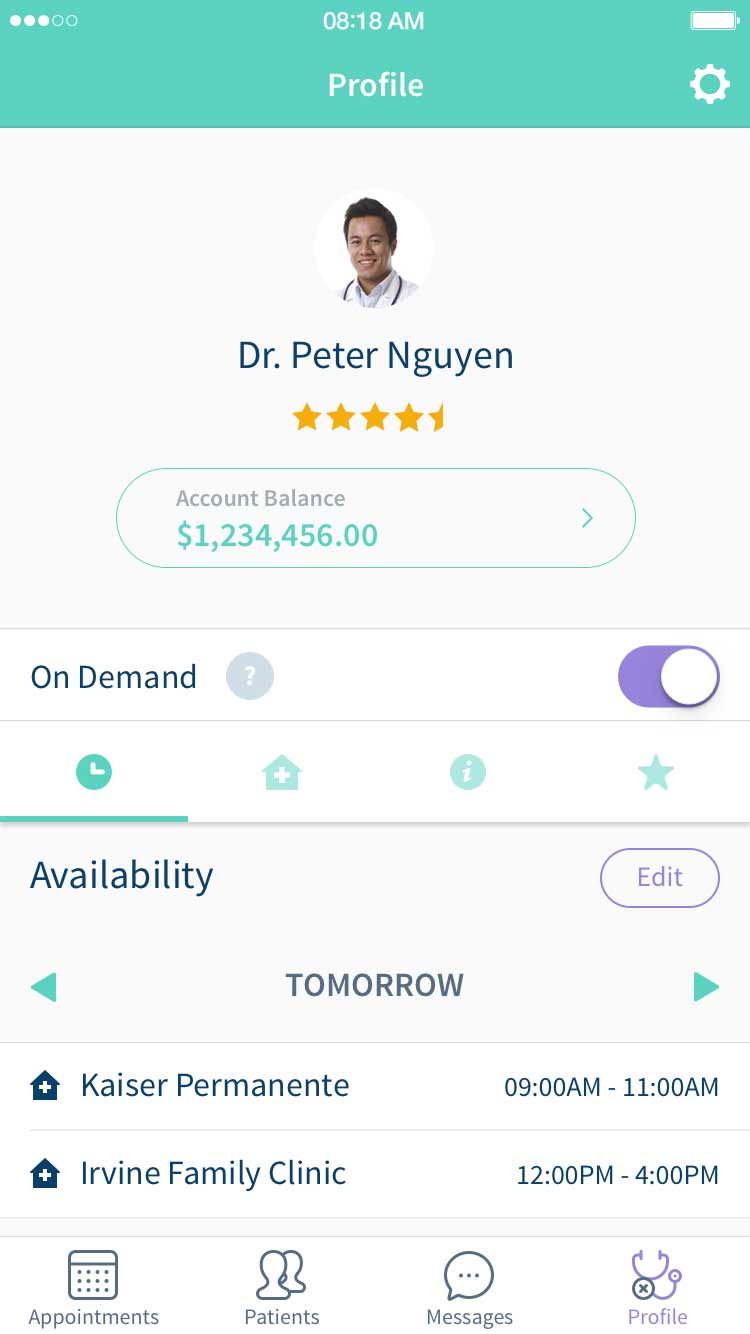 08:18 AM
Profile
Dr. Peter Nguyen
Account Balance
$1,234,456.00
On Demand ?
i
Availability Edit
TOMORROW
Kaiser Permanente 09:00AM - 11:00AM
Irvine Family Clinic 12:00PM - 4:00PM
Appointments Patients Messages Profile